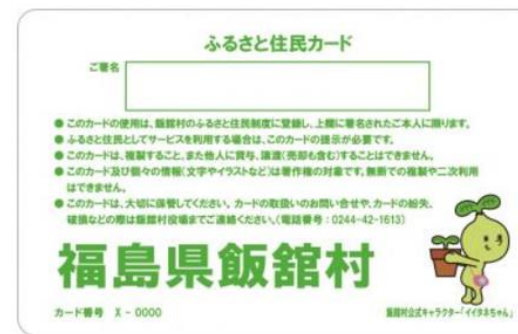 ふるさと住民カード
ご署名
● このカードの使用は、飯舘村のふるさと住民制度に登録し、上欄に署名されたご本人に限ります。
● ふるさと住民としてサービスを利用する場合は、このカードの提示が必要です。
● このカードは、複製すること、また他人に貸与、譲渡(売却も含む)することはできません。
● このカード及び個々の情報(文字やイラストなど)は著作権の対象です。無断での複製や二次利用
はできません。
● このカードは、大切に保管してください。カードの取扱いのお問い合せや、カードの紛失、
破損などの際は飯舘村役場までご連絡ください。(電話番号:0244-42-1613)
福島県飯舘村
カード番号 X - 0000
飯舘村公式キャラクター「イイタネちゃん」